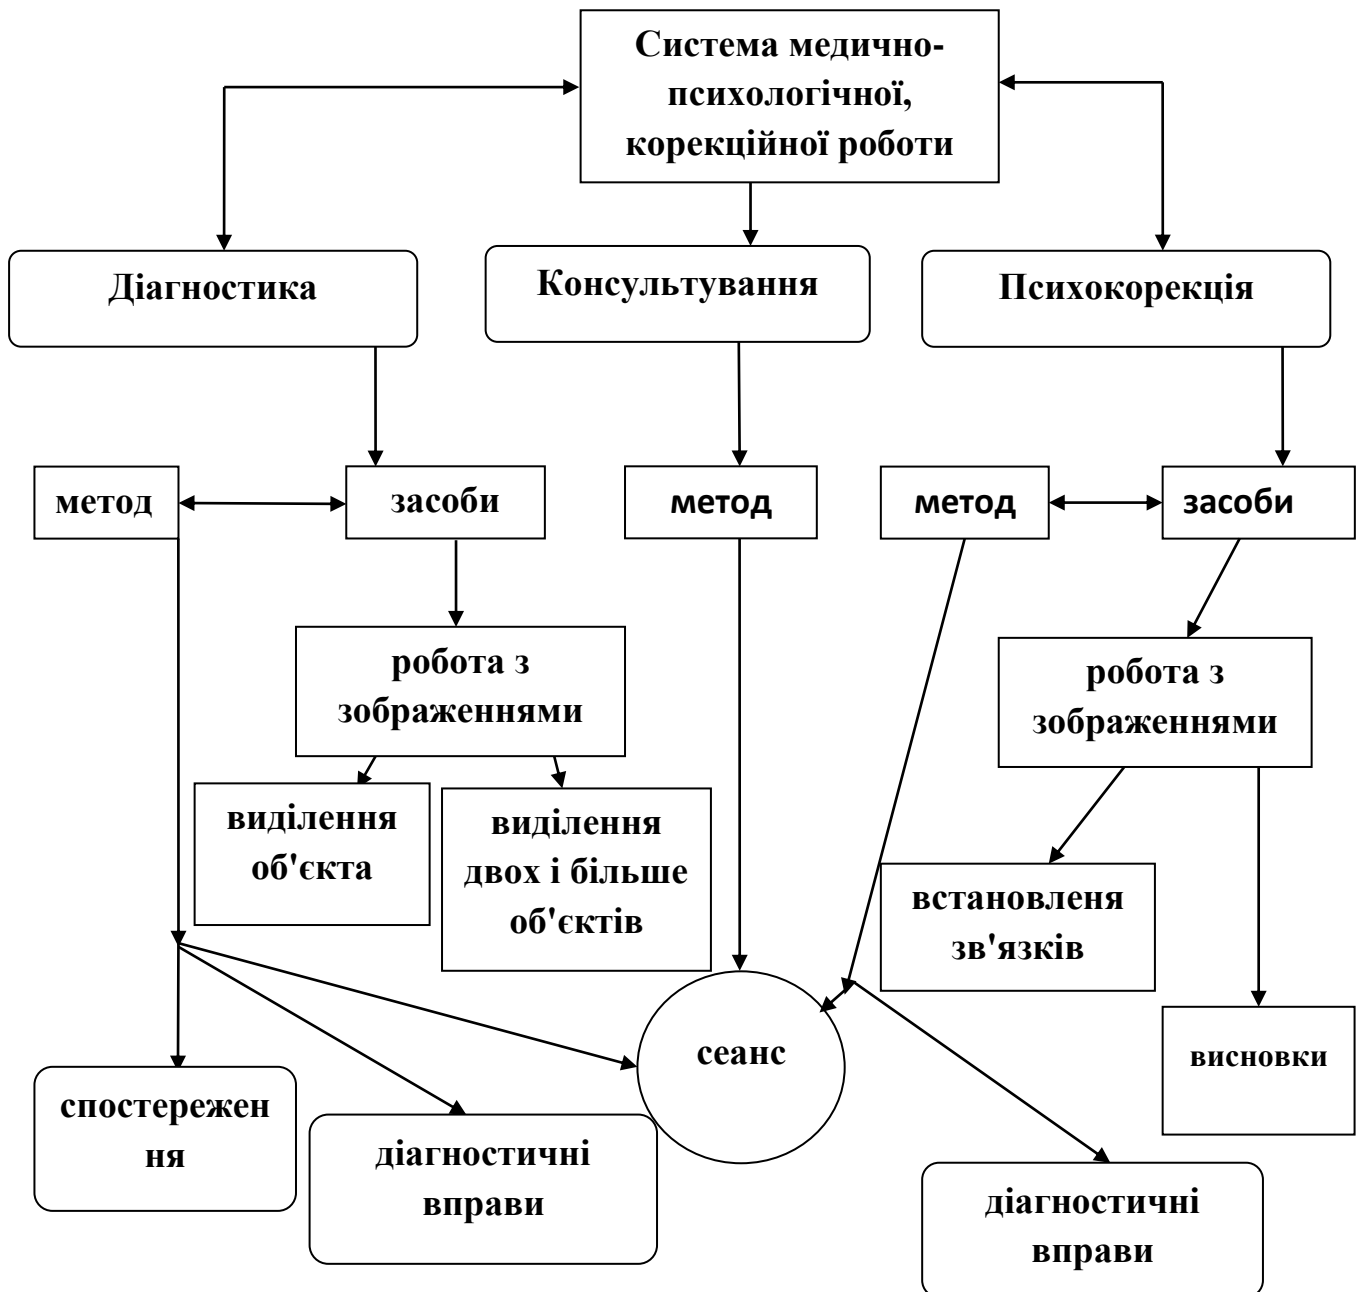 Система медично-
психологічної,
корекційної роботи
Діагностика
Консультування
Психокорекція
метод
засоби
метод
метод
засоби
робота з
зображеннями
робота з
зображеннями
виділення
об'єкта
виділення
двох і більше
об'єктів
встановленя
зв'язків
сеанс
висновки
спостережен
ня
діагностичні
вправи
діагностичні
вправи